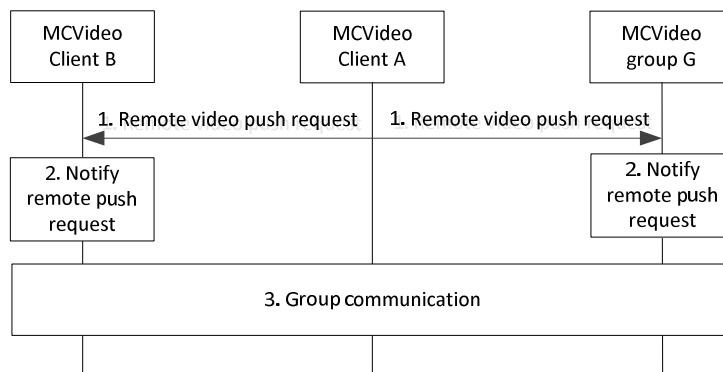 MCVideo
Client B
MCVideo
Client A
MCVideo
group G
1. Remote video push request
1. Remote video push request
2. Notify
remote push
request
2. Notify
remote push
request
3. Group communication